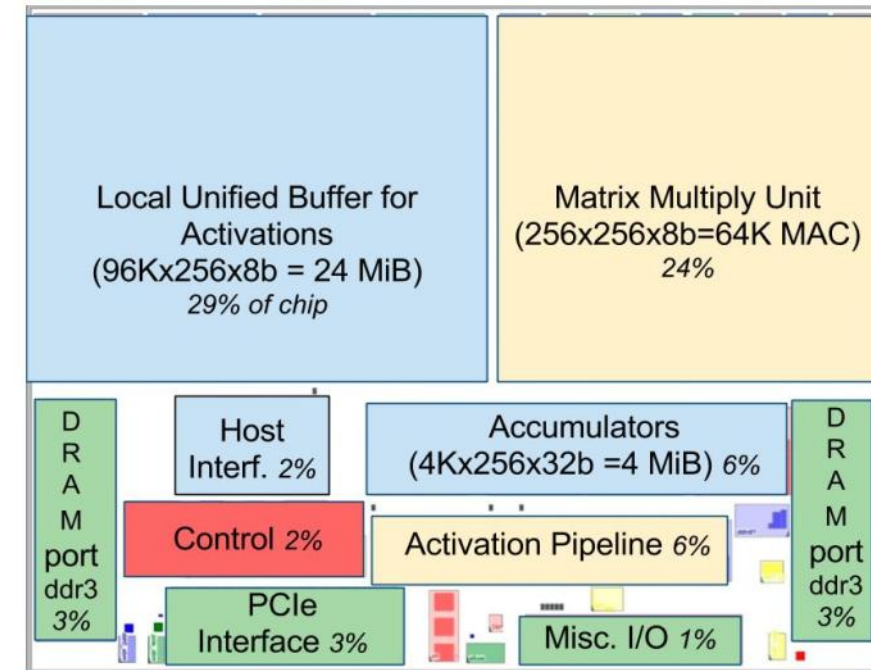 Local Unified Buffer for
Activations
(96Kx256x8b = 24 MiB)
29% of chip
Matrix Multiply Unit
(256x256x8b=64K MAC)
24%
D
R
A
M
port
ddr3
3%
Host
Interf. 2%
Accumulators
(4Kx256x32b =4 MiB) 6%
D
R
A
M
port
ddr3
3%
Control 2%
Activation Pipeline 6%
PCIe
Interface 3%
Misc. I/O 1%